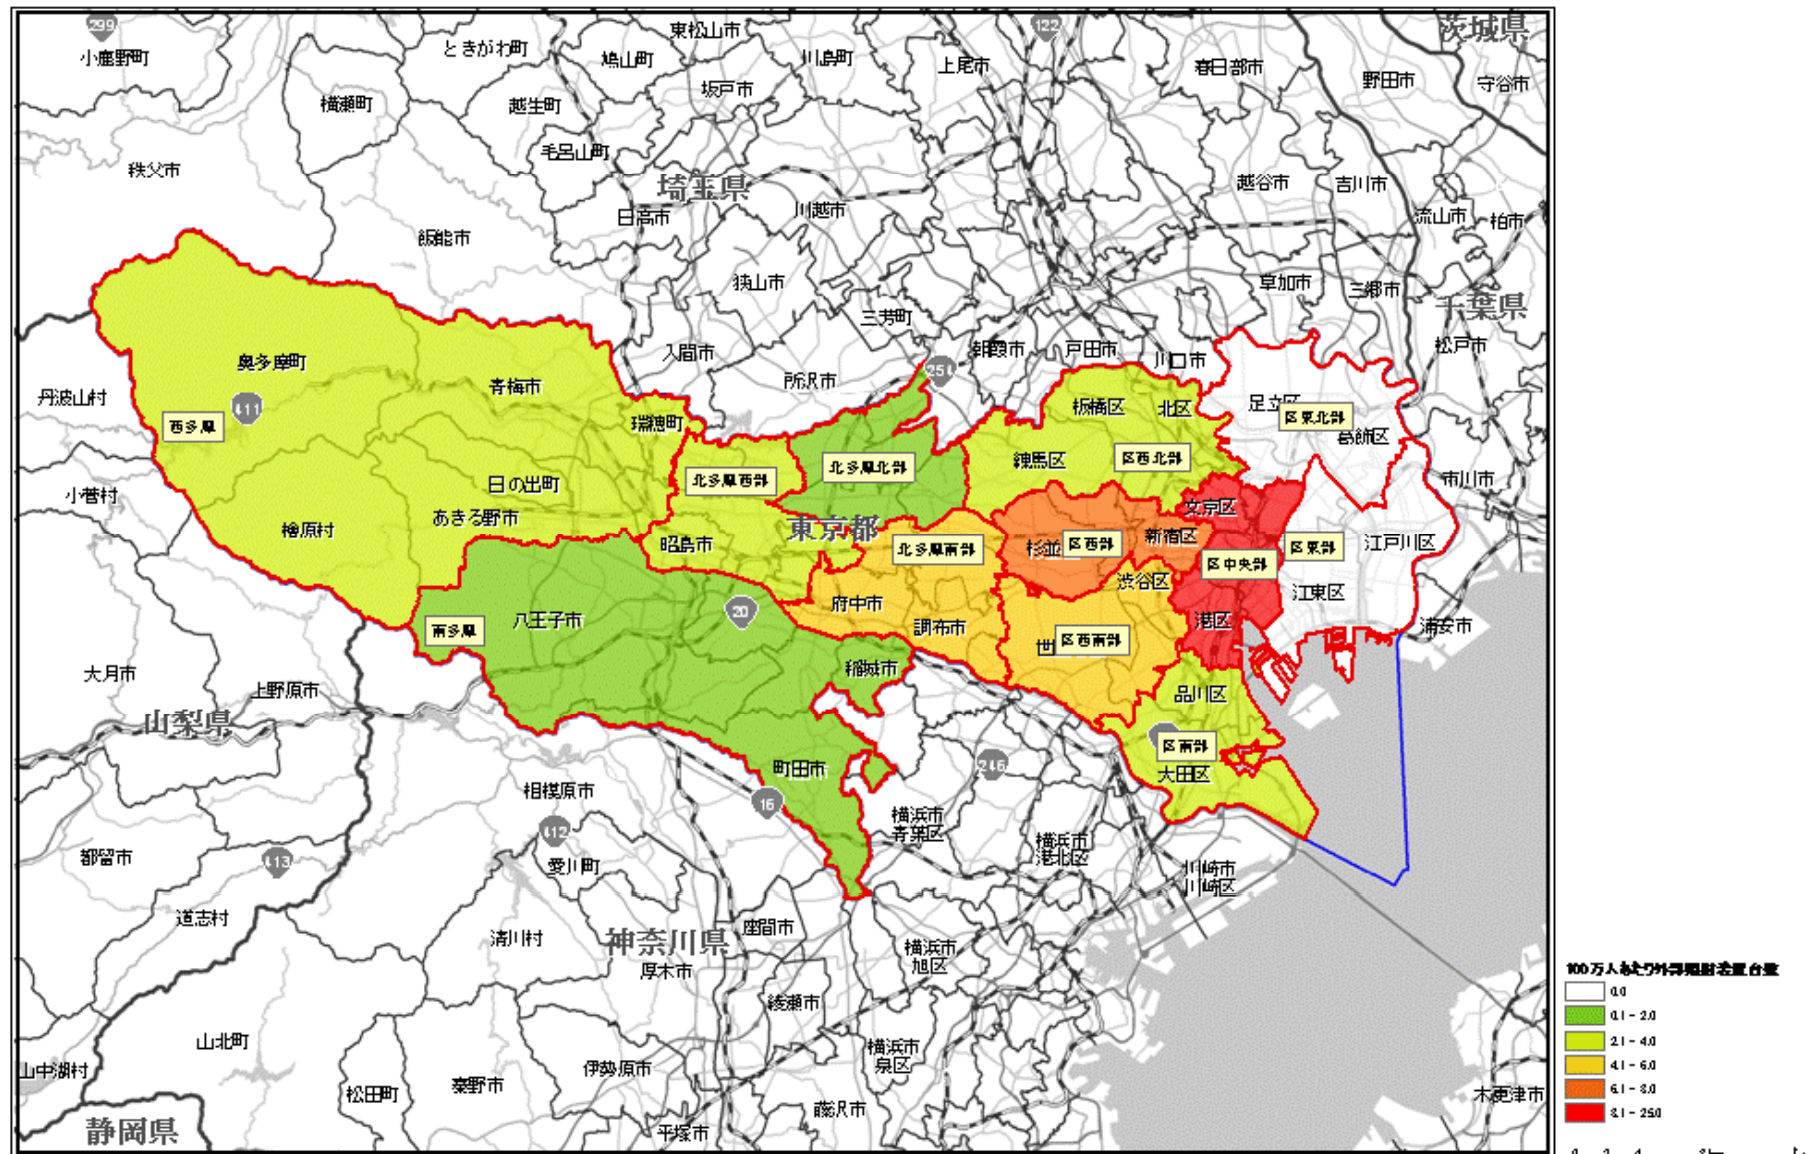 299
122
茨城県
小鹿野町
ときがわ町
東松山市
鳩山町
川島町
上尾市
春日部市
野田市
守谷市
横瀬町
越生町
坂戸市
毛呂山町
秩父市
埼玉県
越谷市
吉川市
日高市
川越市
流山市
柏市
飯能市
狭山市
草加市
三郷市
千葉県
三芳町
入間市
所沢市
朝霞市
戸田市
川口市
松戸市
奥多摩町
青梅市
丹波山村
411
西多摩
瑞穂町
板橋区
北区
足立区
区東北部
葛飾区
練馬区
区西北部
北多摩西部
北多摩北部
市川市
小菅村
日の出町
あきる野市
檜原村
東京都
昭島市
北多摩南部
杉並
区西部
新宿区
文京区
区中央部
区東部
江戸川区
渋谷区
江東区
八王子市
20
南多摩
府中市
調布市
世
区西南部
港区
浦安市
稲城市
大月市
上野原市
山梨県
品川区
区南部
大田区
町田市
246
16
相模原市
412
横浜市
青葉区
横浜市
港北区
都留市
413
愛川町
川崎市
川崎区
道志村
清川村
神奈川県
座間市
厚木市
横浜市
旭区
綾瀬市
山北町
横浜市
泉区
山中湖村
松田町
秦野市
伊勢原市
藤沢市
平塚市
静岡県
木更津市
100万人あたり外部照射装置台数
0.0
0.1 - 2.0
2.1 - 4.0
4.1 - 6.0
6.1 - 8.0
8.1 - 25.0